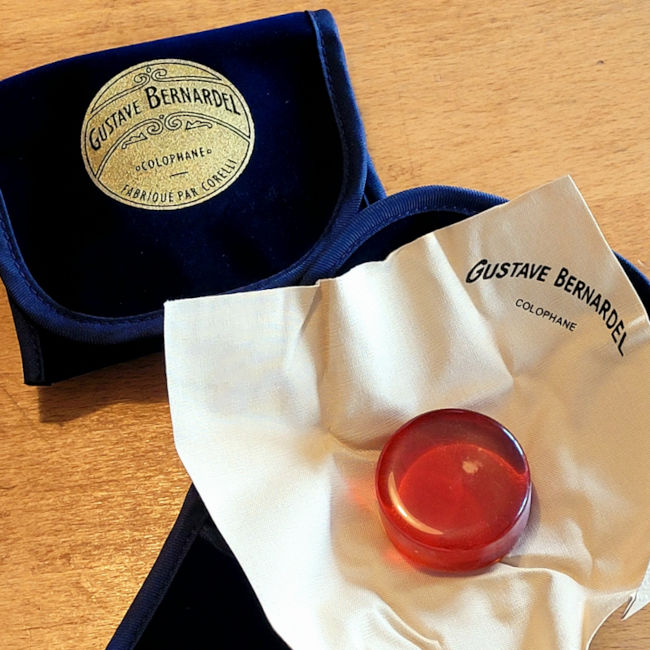 GUSTAVE BERNARDEL
COLOPHANE
FABRIQUÉ PAR CORELLI
GUSTAVE BERNARDEL
COLOPHANE